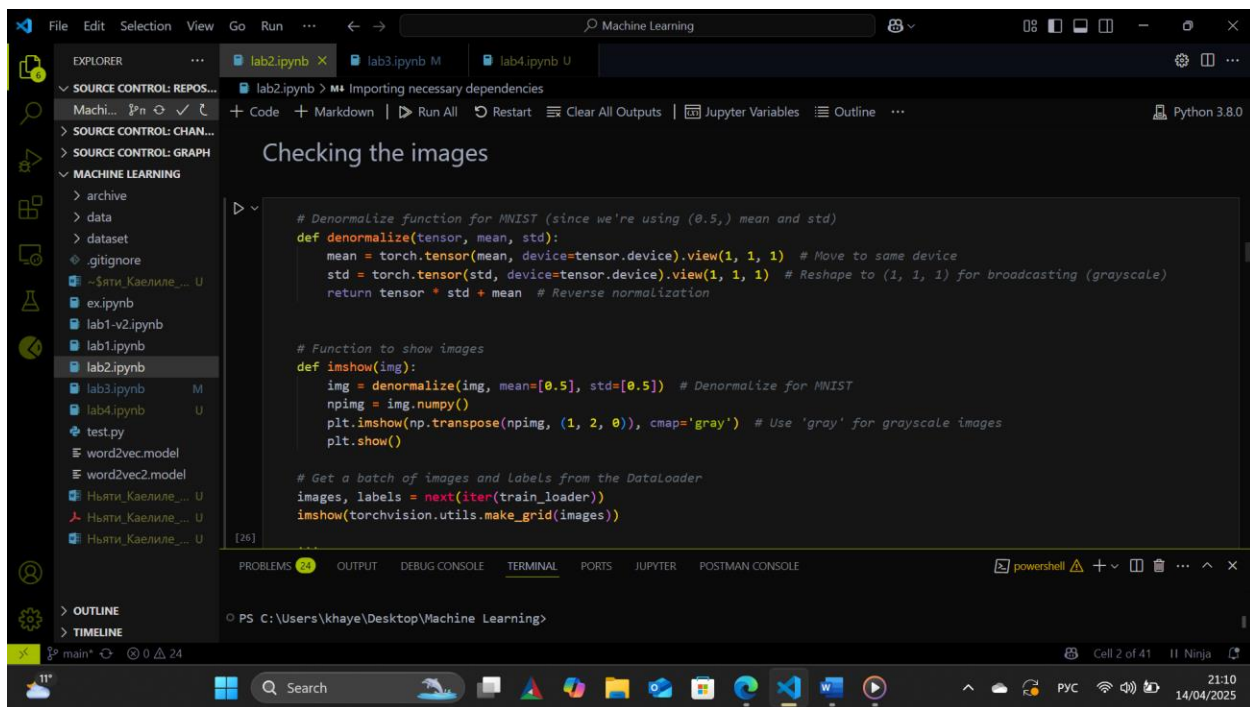 File Edit Selection View Go Run ··· Machine Learning
EXPLORER ···
SOURCE CONTROL: REPOS...
Machi...
SOURCE CONTROL: CHAN...
SOURCE CONTROL: GRAPH
MACHINE LEARNING
archive
data
dataset
.gitignore
~$яти_Каелиле_... U
ex.ipynb
lab1-v2.ipynb
lab1.ipynb
lab2.ipynb
lab3.ipynb M
lab4.ipynb U
test.py
word2vec.model
word2vec2.model
Ньяти_Каелиле_... U
Ньяти_Каелиле_... U
Ньяти_Каелиле_... U
OUTLINE
TIMELINE
lab2.ipynb lab3.ipynb M lab4.ipynb U
lab2.ipynb > M↓ Importing necessary dependencies
+ Code + Markdown | Run All Restart Clear All Outputs | Jupyter Variables Outline ··· Python 3.8.0
Checking the images
# Denormalize function for MNIST (since we're using (0.5,) mean and std)
def denormalize(tensor, mean, std):
mean = torch.tensor(mean, device=tensor.device).view(1, 1, 1) # Move to same device
std = torch.tensor(std, device=tensor.device).view(1, 1, 1) # Reshape to (1, 1, 1) for broadcasting (grayscale)
return tensor * std + mean # Reverse normalization
# Function to show images
def imshow(img):
img = denormalize(img, mean=[0.5], std=[0.5]) # Denormalize for MNIST
npimg = img.numpy()
plt.imshow(np.transpose(npimg, (1, 2, 0)), cmap='gray') # Use 'gray' for grayscale images
plt.show()
# Get a batch of images and labels from the DataLoader
images, labels = next(iter(train_loader))
imshow(torchvision.utils.make_grid(images))
[26]
PROBLEMS 24 OUTPUT DEBUG CONSOLE TERMINAL PORTS JUPYTER POSTMAN CONSOLE powershell
PS C:\Users\khaye\Desktop\Machine Learning>
main* 0 24 Cell 2 of 41 Ninja
11° Search РУС 21:10
14/04/2025